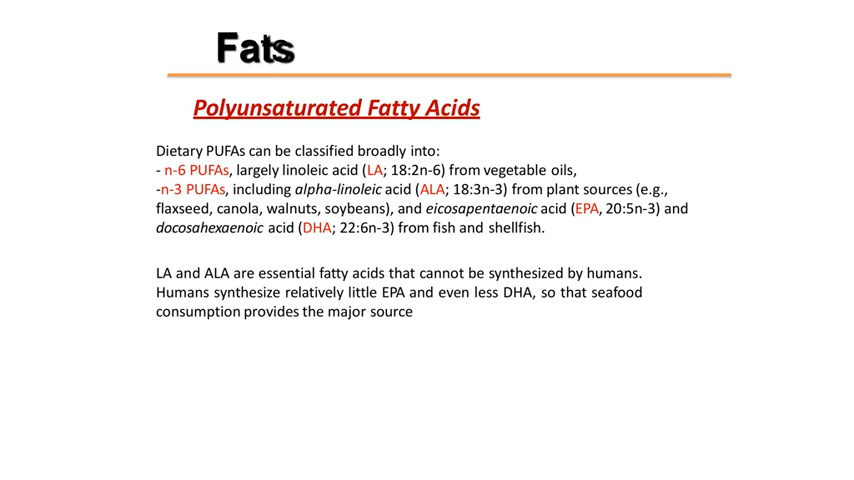 Fats
Polyunsaturated Fatty Acids
Dietary PUFAs can be classified broadly into:
- n-6 PUFAs, largely linoleic acid (LA; 18:2n-6) from vegetable oils,
-n-3 PUFAs, including alpha-linoleic acid (ALA; 18:3n-3) from plant sources (e.g.,
flaxseed, canola, walnuts, soybeans), and eicosapentaenoic acid (EPA, 20:5n-3) and
docosahexaenoic acid (DHA; 22:6n-3) from fish and shellfish.
LA and ALA are essential fatty acids that cannot be synthesized by humans.
Humans synthesize relatively little EPA and even less DHA, so that seafood
consumption provides the major source